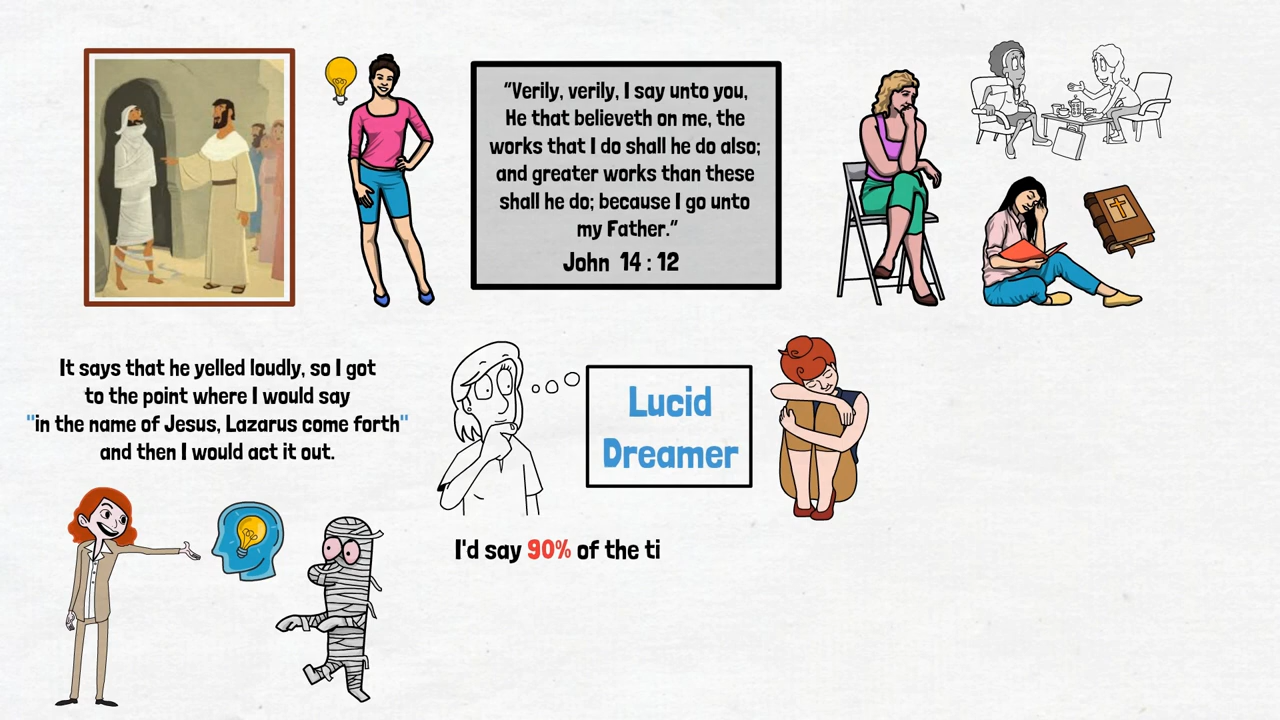 "Verily, verily, I say unto you,
He that believeth on me, the
works that I do shall he do also;
and greater works than these
shall he do; because I go unto
my Father."
John 14 : 12
It says that he yelled loudly, so I got
to the point where I would say
"in the name of Jesus, Lazarus come forth"
and then I would act it out.
Lucid
Dreamer
I'd say 90% of the ti